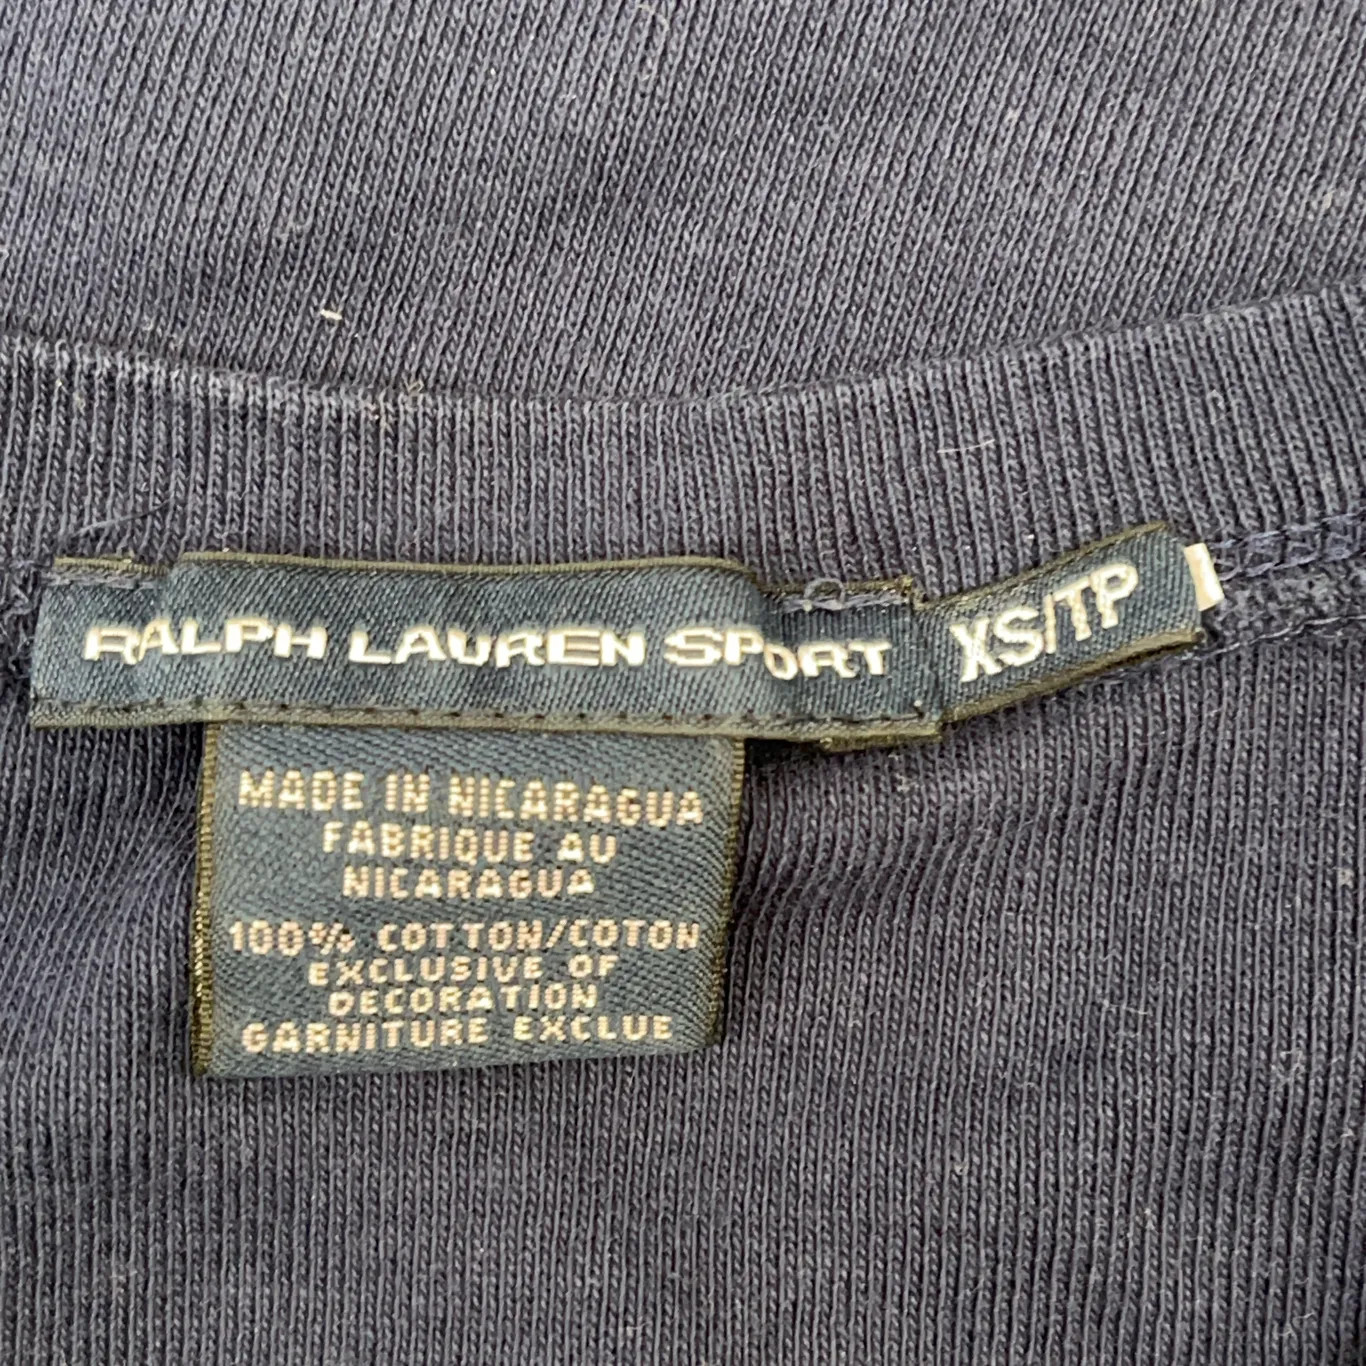 RALPH LAUREN SPORT
XS/TP
MADE IN NICARAGUA
FABRIQUE AU
NICARAGUA
100% COTTON/COTON
EXCLUSIVE OF
DECORATION
GARNITURE EXCLUE